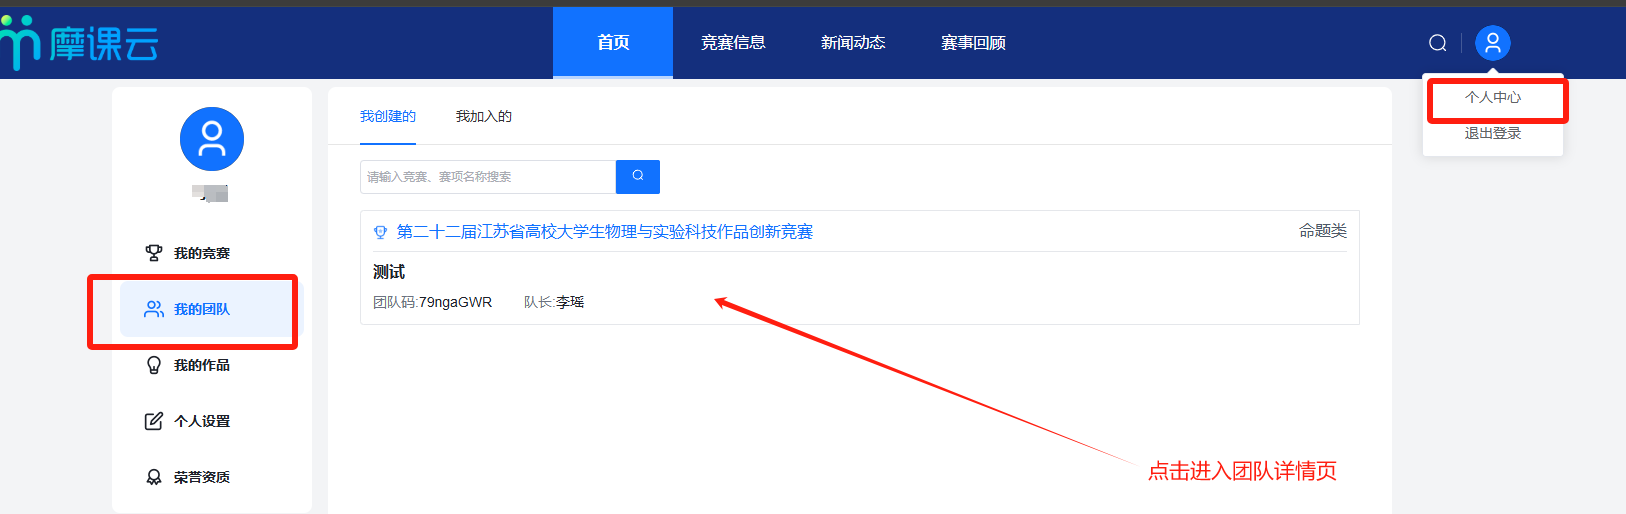 摩课云
首页 竞赛信息 新闻动态 赛事回顾
个人中心
退出登录
我的竞赛
我的团队
我的作品
个人设置
荣誉资质
我创建的 我加入的
请输入竞赛、赛项名称搜索
第二十二届江苏省高校大学生物理与实验科技作品创新竞赛 命题类
测试
团队码:79ngaGWR 队长:李瑶
点击进入团队详情页